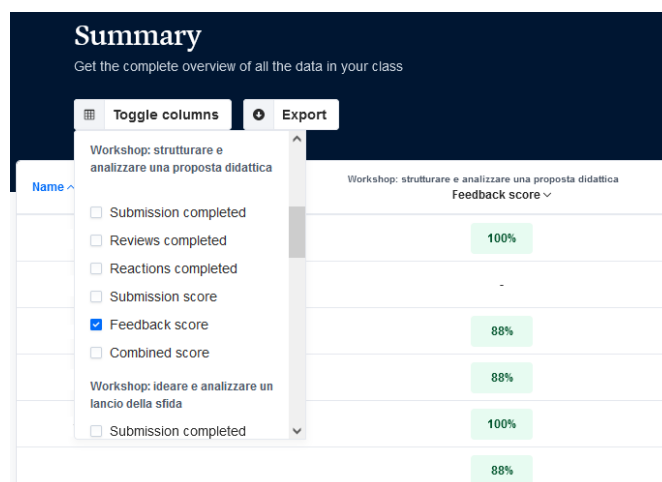 Summary
Get the complete overview of all the data in your class
Toggle columns
Export
Workshop: strutturare e
analizzare una proposta didattica
Submission completed
Reviews completed
Reactions completed
Submission score
Feedback score
Combined score
Workshop: ideare e analizzare un
lancio della sfida
Submission completed
Name
Workshop: strutturare e analizzare una proposta didattica
Feedback score
100%
-
88%
88%
100%
88%